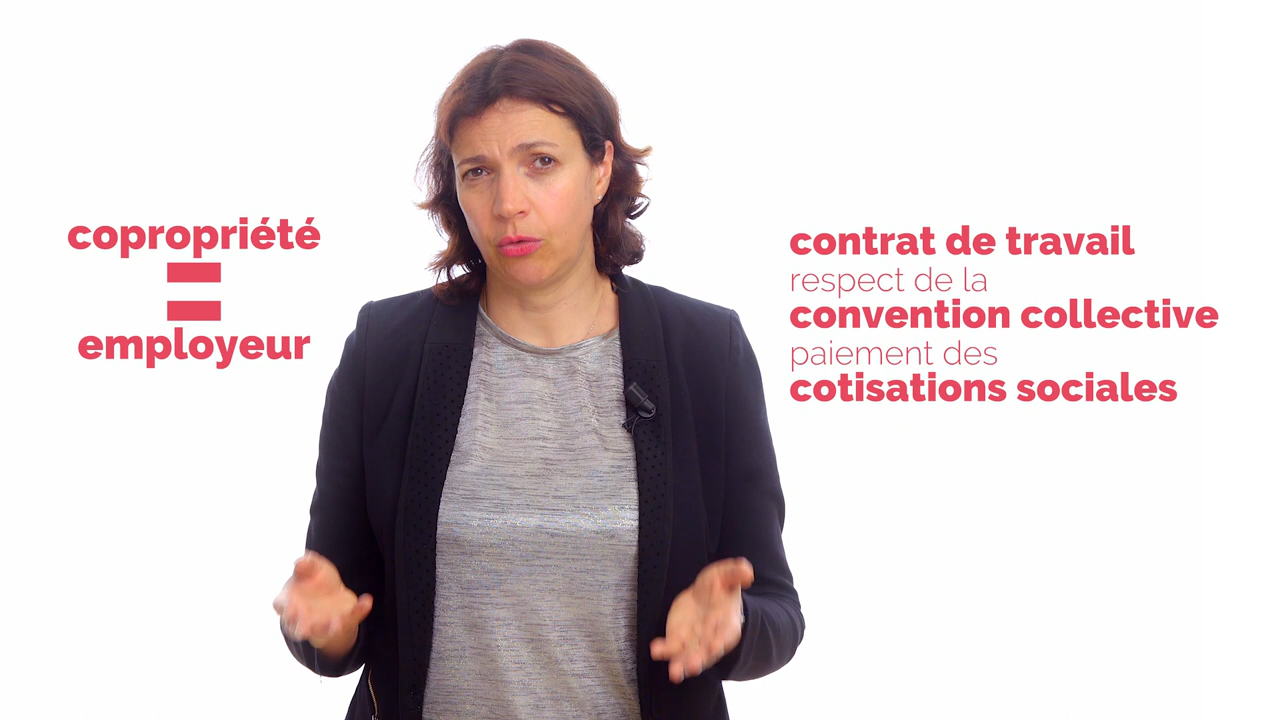 copropriété
=
employeur
contrat de travail
respect de la
convention collective
paiement des
cotisations sociales